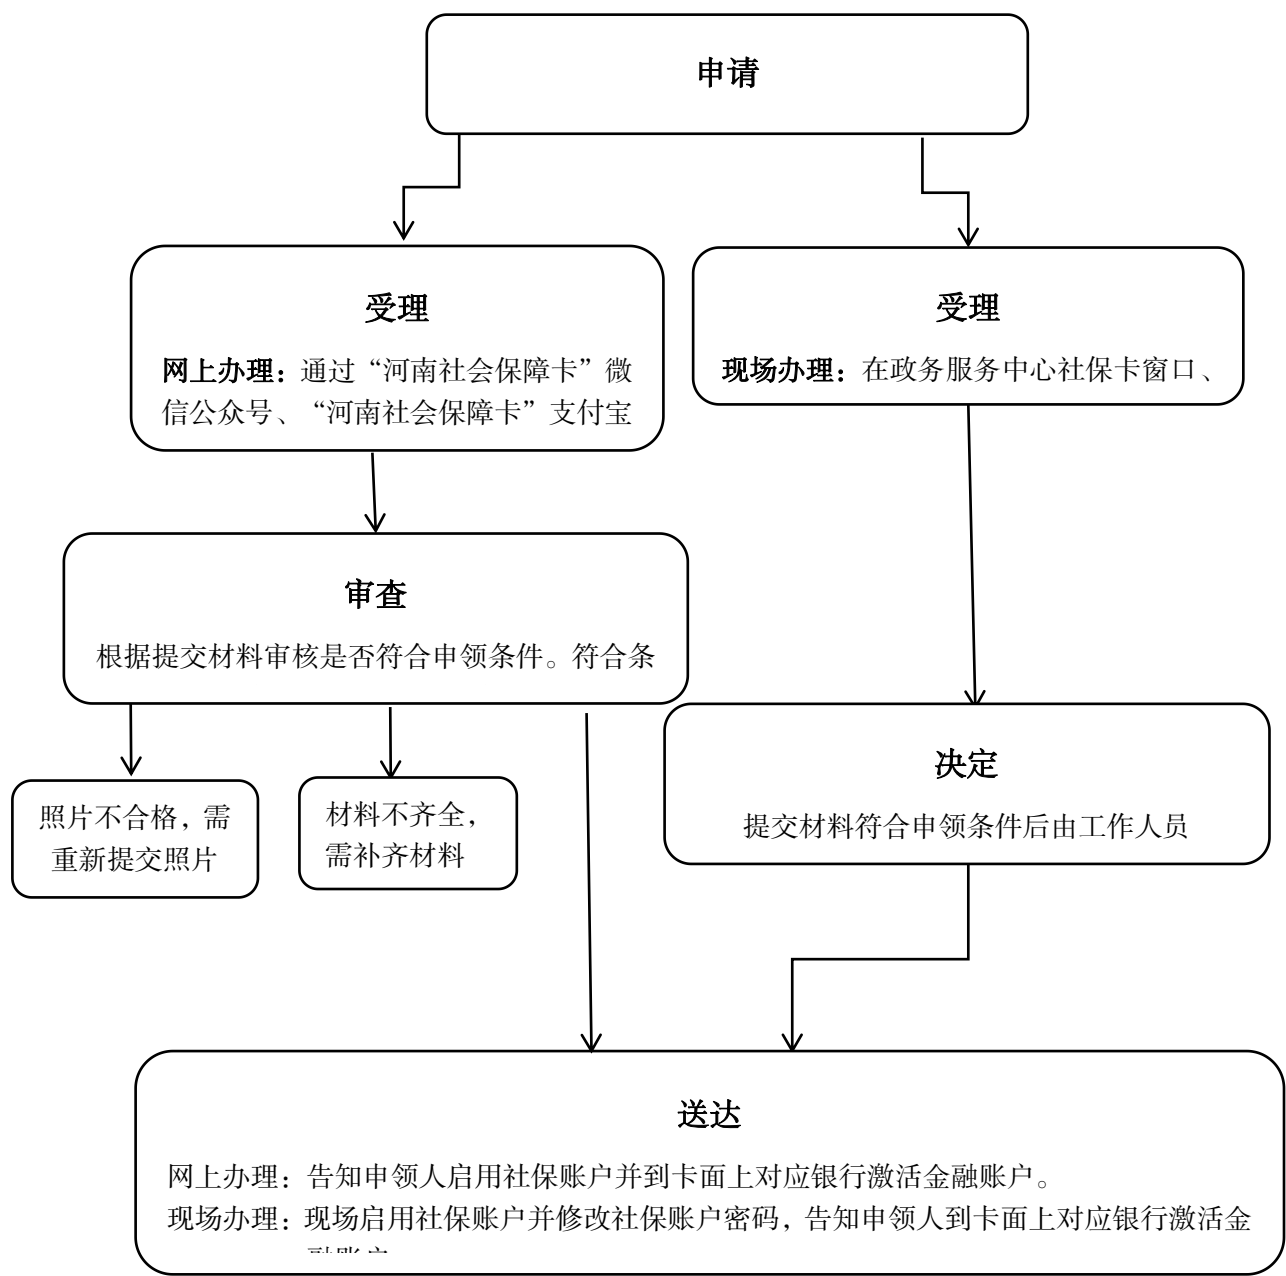 申请
受理
网上办理：通过“河南社会保障卡”微
信公众号、“河南社会保障卡”支付宝
受理
现场办理：在政务服务中心社保卡窗口、
审查
根据提交材料审核是否符合申领条件。符合条
照片不合格，需
重新提交照片
材料不齐全，
需补齐材料
决定
提交材料符合申领条件后由工作人员
送达
网上办理：告知申领人启用社保账户并到卡面上对应银行激活金融账户。
现场办理：现场启用社保账户并修改社保账户密码，告知申领人到卡面上对应银行激活金